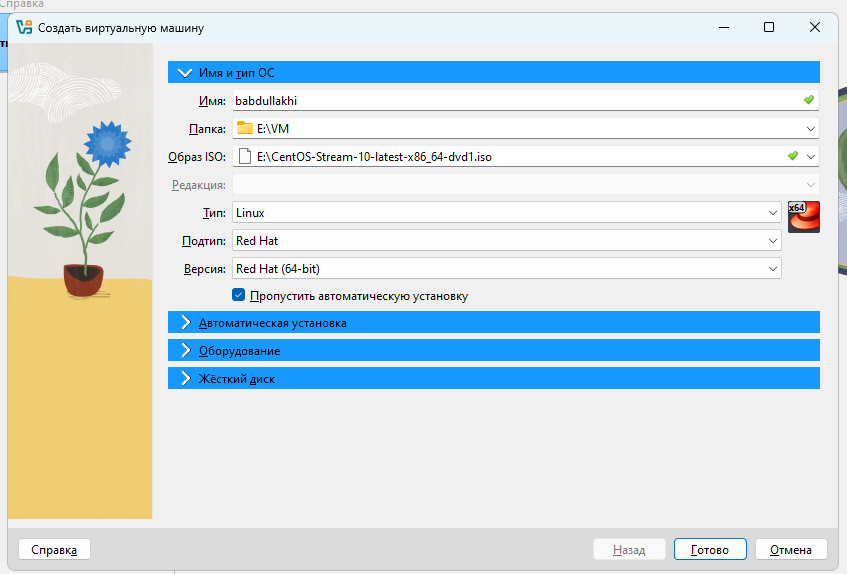 Справка
Создать виртуальную машину
Имя и тип ОС
Имя: babdullakhi
Папка: E:\VM
Образ ISO: E:\CentOS-Stream-10-latest-x86_64-dvd1.iso
Редакция:
Тип: Linux
x64
Подтип: Red Hat
Версия: Red Hat (64-bit)
Пропустить автоматическую установку
Автоматическая установка
Оборудование
Жёсткий диск
Справка
Назад
Готово
Отмена